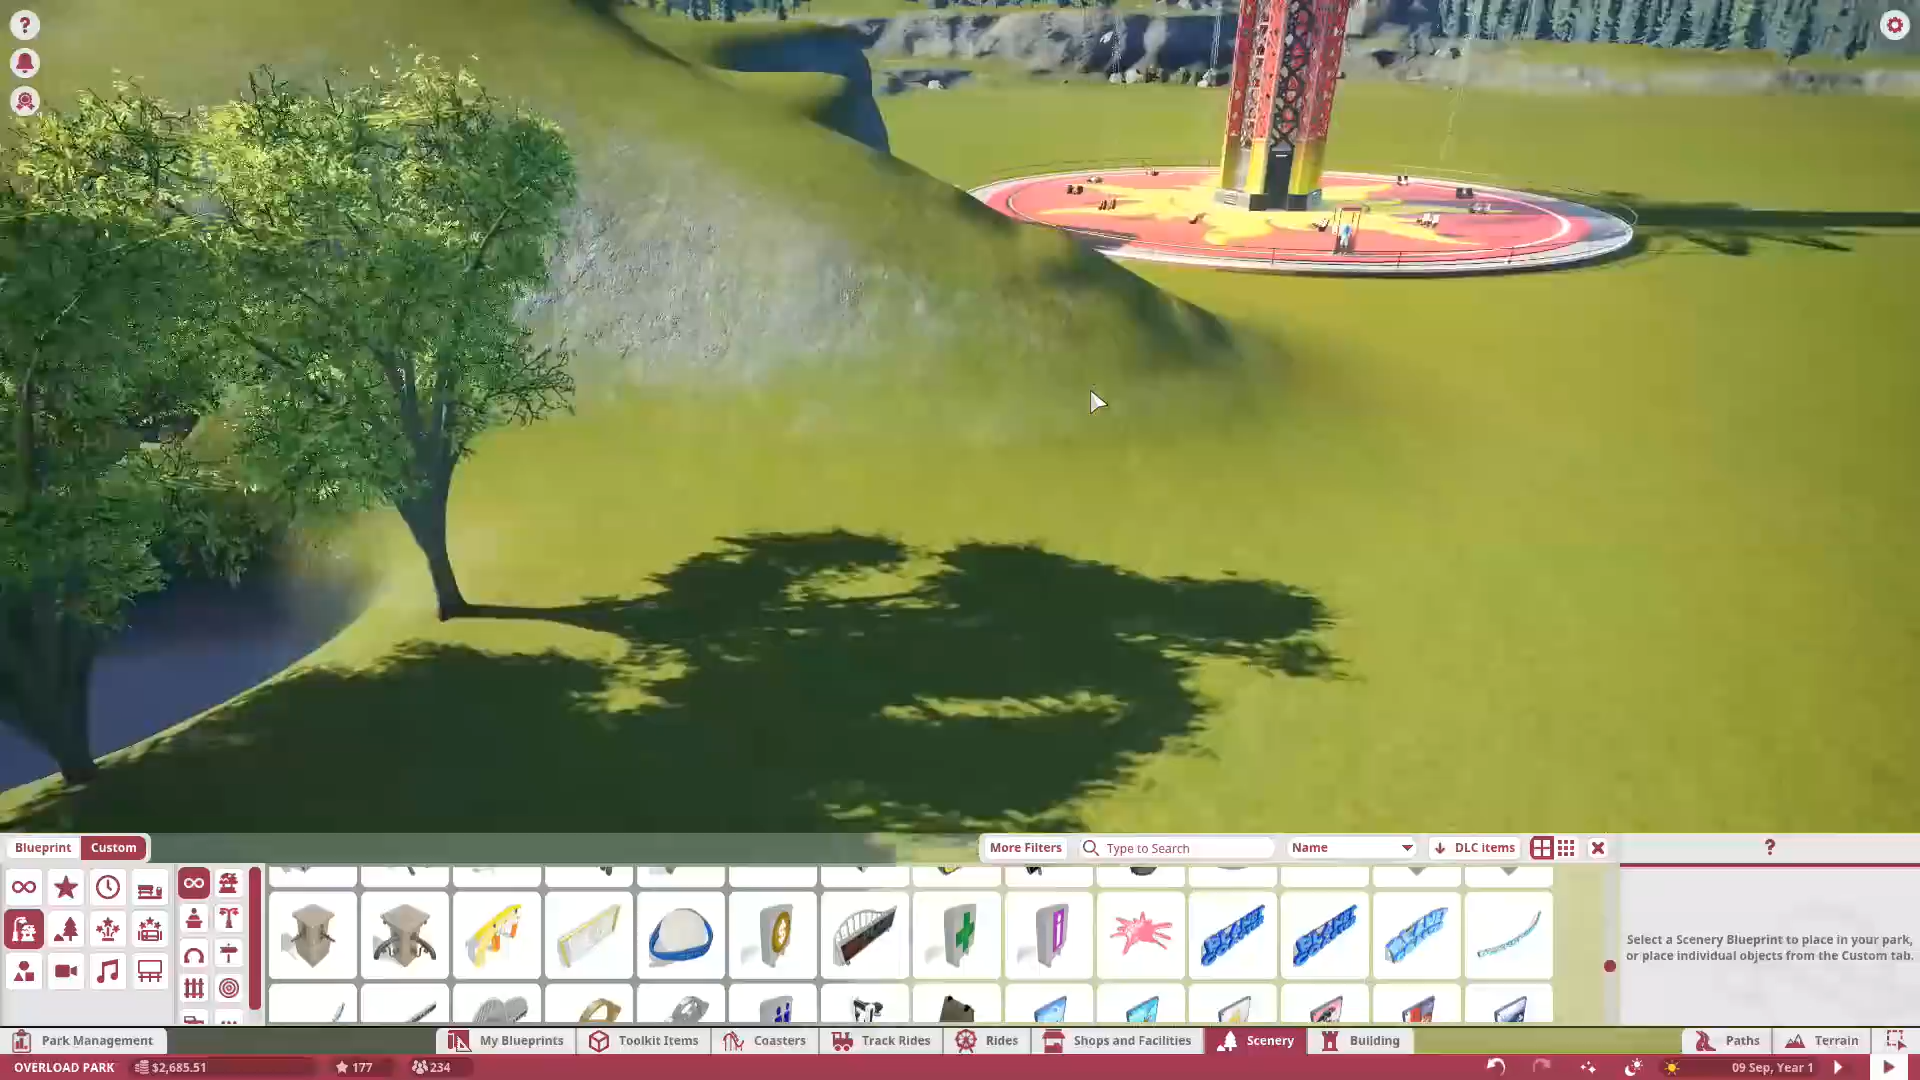 Blueprint Custom
More Filters Type to Search Name DLC items
Select a Scenery Blueprint to place in your park,
or place individual objects from the Custom tab.
Park Management My Blueprints Toolkit Items Coasters Track Rides Rides Shops and Facilities Scenery Building Paths Terrain
OVERLOAD PARK $2,685.51 177 234 09 Sep, Year 1